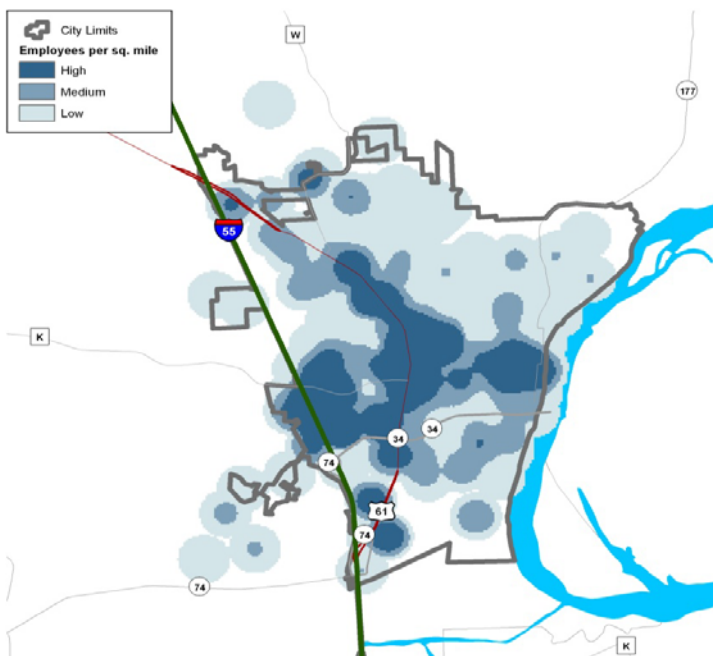 City Limits
Employees per sq. mile
High
Medium
Low
W
177
55
K
34
34
74
61
74
74
K